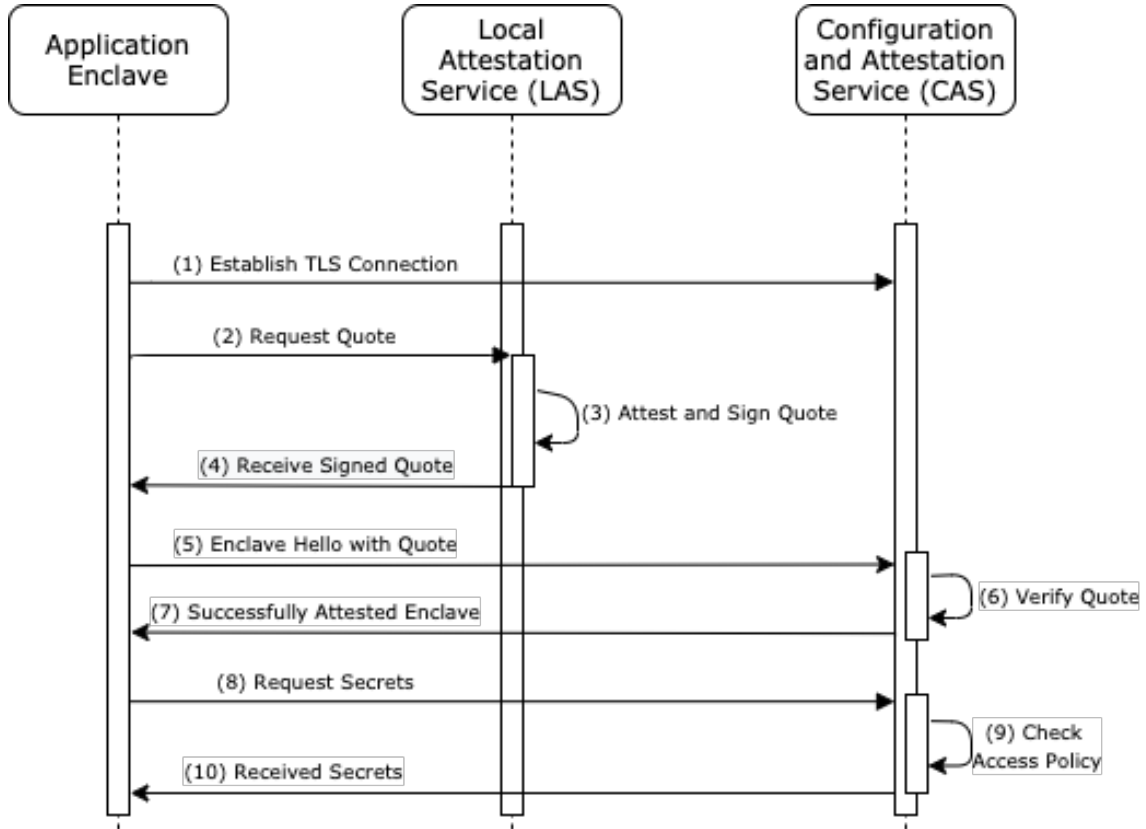 Application
Enclave
Local
Attestation
Service (LAS)
Configuration
and Attestation
Service (CAS)
(1) Establish TLS Connection
(2) Request Quote
(3) Attest and Sign Quote
(4) Receive Signed Quote
(5) Enclave Hello with Quote
(6) Verify Quote
(7) Successfully Attested Enclave
(8) Request Secrets
(9) Check
Access Policy
(10) Received Secrets